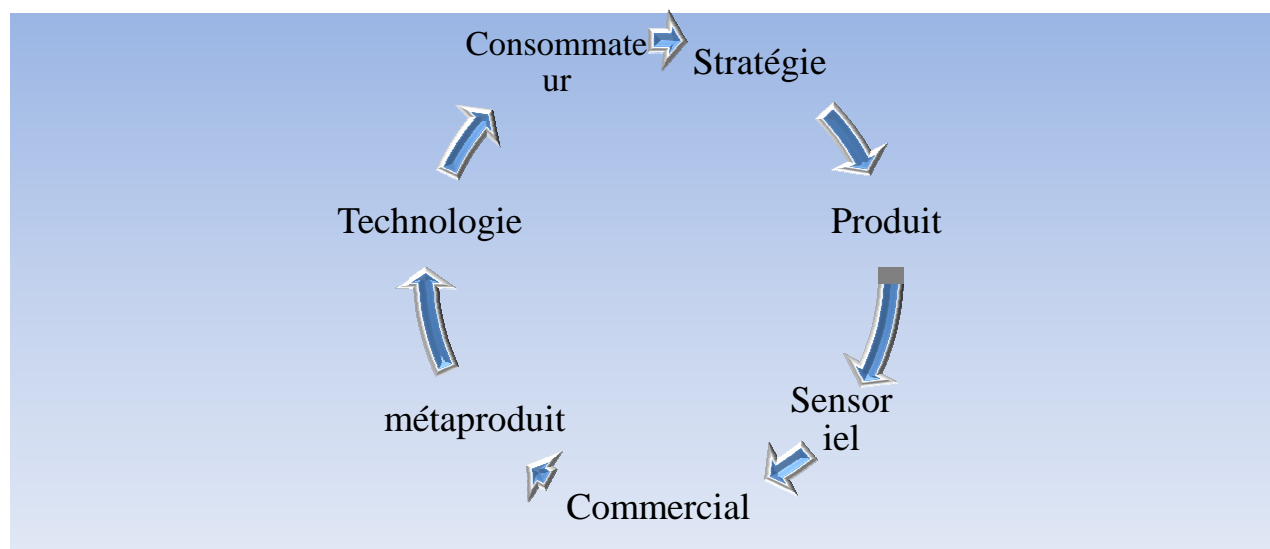 Consommate
ur
Stratégie
Produit
Sensor
iel
Commercial
métaproduit
Technologie